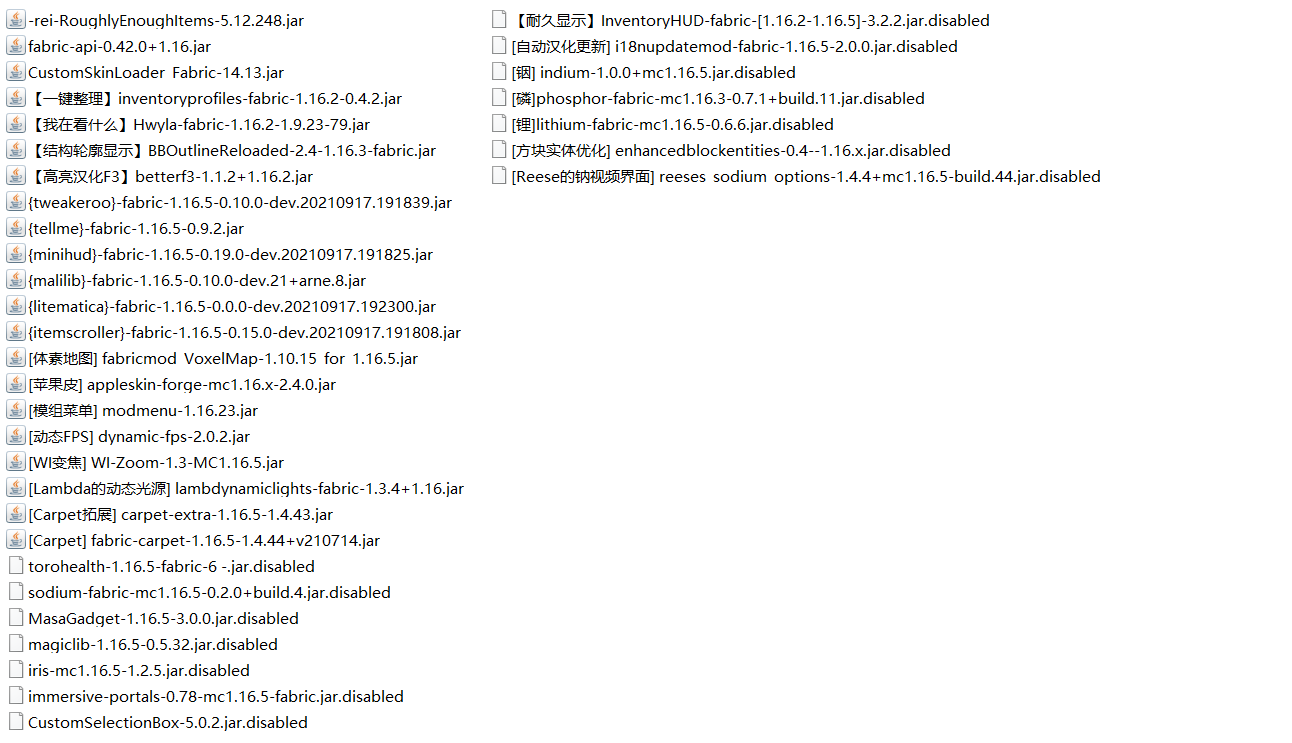 -rei-RoughlyEnoughItems-5.12.248.jar
fabric-api-0.42.0+1.16.jar
CustomSkinLoader_Fabric-14.13.jar
【一键整理】inventoryprofiles-fabric-1.16.2-0.4.2.jar
【我在看什么】Hwyla-fabric-1.16.2-1.9.23-79.jar
【结构轮廓显示】BBOutlineReloaded-2.4-1.16.3-fabric.jar
【高亮汉化F3】betterf3-1.1.2+1.16.2.jar
{tweakeroo}-fabric-1.16.5-0.10.0-dev.20210917.191839.jar
{tellme}-fabric-1.16.5-0.9.2.jar
{minihud}-fabric-1.16.5-0.19.0-dev.20210917.191825.jar
{malilib}-fabric-1.16.5-0.10.0-dev.21+arne.8.jar
{litematica}-fabric-1.16.5-0.0.0-dev.20210917.192300.jar
{itemscroller}-fabric-1.16.5-0.15.0-dev.20210917.191808.jar
[体素地图] fabricmod_VoxelMap-1.10.15_for_1.16.5.jar
[苹果皮] appleskin-forge-mc1.16.x-2.4.0.jar
[模组菜单] modmenu-1.16.23.jar
[动态FPS] dynamic-fps-2.0.2.jar
[WI变焦] WI-Zoom-1.3-MC1.16.5.jar
[Lambda的动态光源] lambdynamiclights-fabric-1.3.4+1.16.jar
[Carpet拓展] carpet-extra-1.16.5-1.4.43.jar
[Carpet] fabric-carpet-1.16.5-1.4.44+v210714.jar
torohealth-1.16.5-fabric-6 -.jar.disabled
sodium-fabric-mc1.16.5-0.2.0+build.4.jar.disabled
MasaGadget-1.16.5-3.0.0.jar.disabled
magiclib-1.16.5-0.5.32.jar.disabled
iris-mc1.16.5-1.2.5.jar.disabled
immersive-portals-0.78-mc1.16.5-fabric.jar.disabled
CustomSelectionBox-5.0.2.jar.disabled
【耐久显示】InventoryHUD-fabric-[1.16.2-1.16.5]-3.2.2.jar.disabled
[自动汉化更新] i18nupdatemod-fabric-1.16.5-2.0.0.jar.disabled
[铟] indium-1.0.0+mc1.16.5.jar.disabled
[磷]phosphor-fabric-mc1.16.3-0.7.1+build.11.jar.disabled
[锂]lithium-fabric-mc1.16.5-0.6.6.jar.disabled
[方块实体优化] enhancedblockentities-0.4--1.16.x.jar.disabled
[Reese的钠视频界面] reeses_sodium_options-1.4.4+mc1.16.5-build.44.jar.disabled